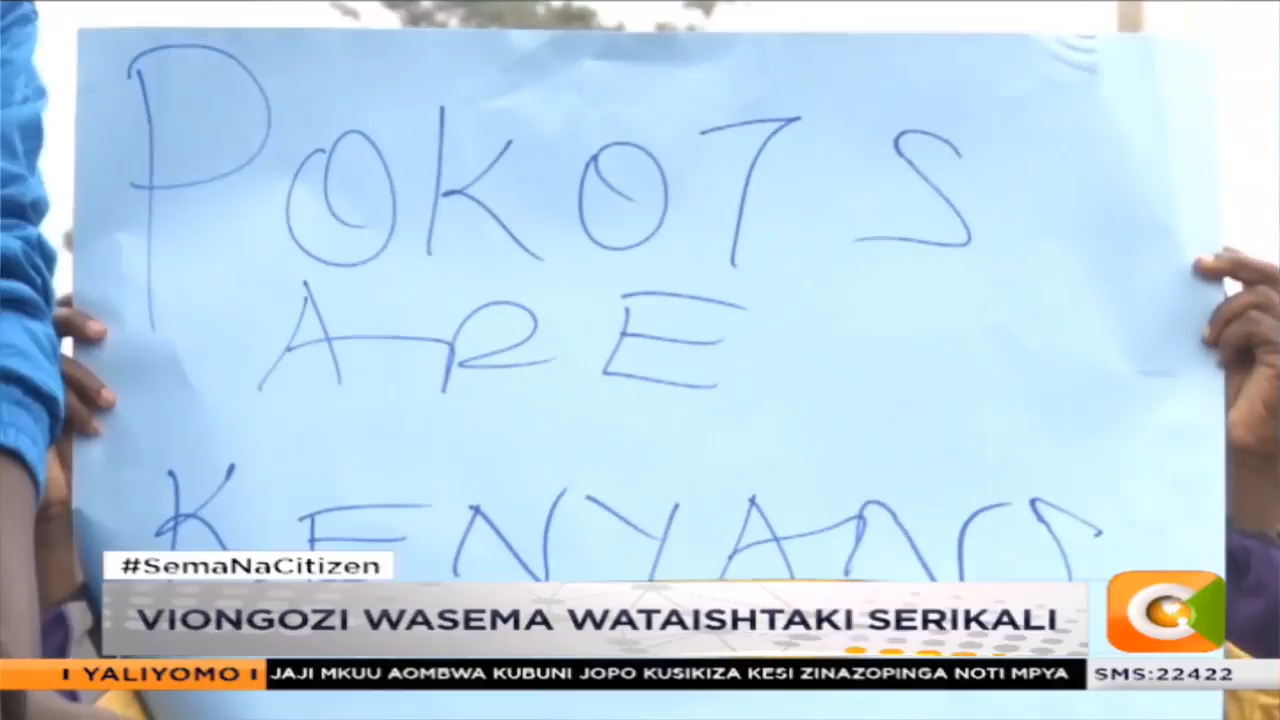 POKOTS
ARE
KENYANS
#SemaNaCitizen
VIONGOZI WASEMA WATAISHTAKI SERIKALI
YALIYOMO
JAJI MKUU AOMBWA KUBUNI JOPO KUSIKIZA KESI ZINAZOPINGA NOTI MPYA
SMS:22422